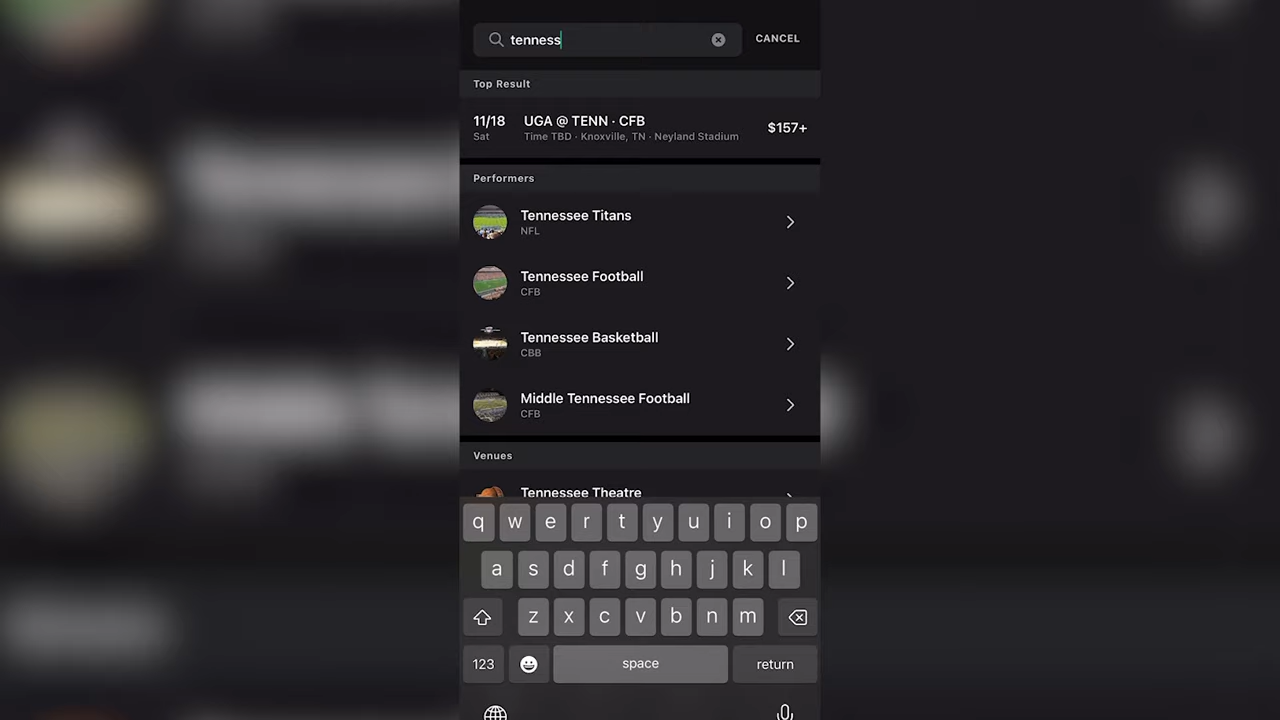 tenness
CANCEL
Top Result
11/18 UGA @ TENN · CFB
Sat Time TBD · Knoxville, TN · Neyland Stadium
$157+
Performers
Tennessee Titans
NFL
Tennessee Football
CFB
Tennessee Basketball
CBB
Middle Tennessee Football
CFB
Venues
Tennessee Theatre
q w e r t y u i o p
a s d f g h j k l
z x c v b n m
123 space return